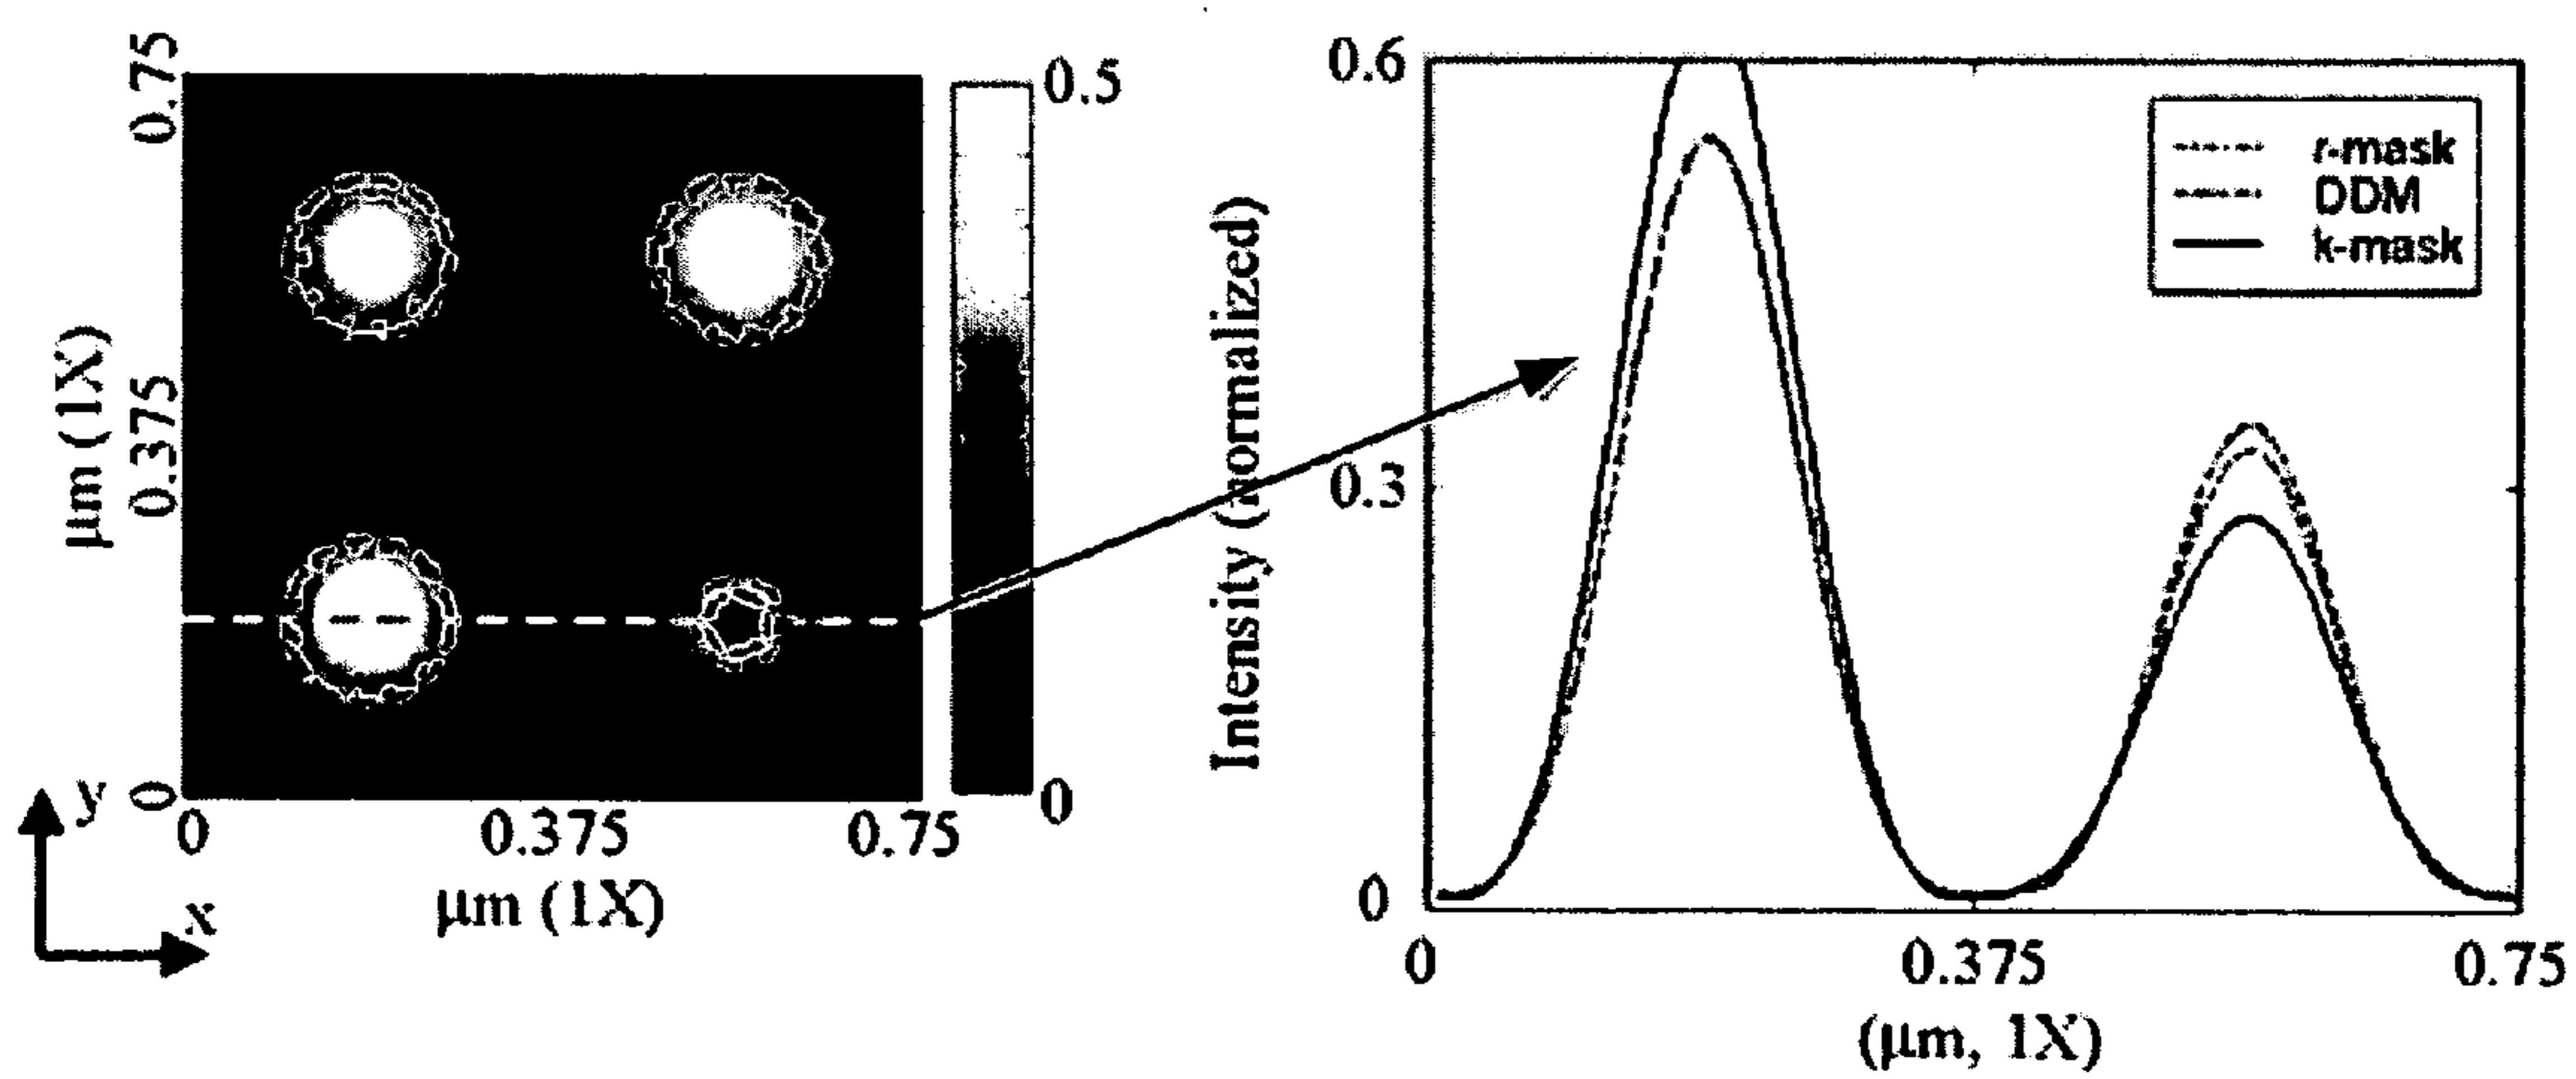 0.75
0.375
0
μm (1X)
0.5
0
y
x
0
0.375
0.75
μm (1X)
0.6
0.3
0
Intensity (normalized)
r-mask
DDM
k-mask
0
0.375
0.75
(μm, 1X)